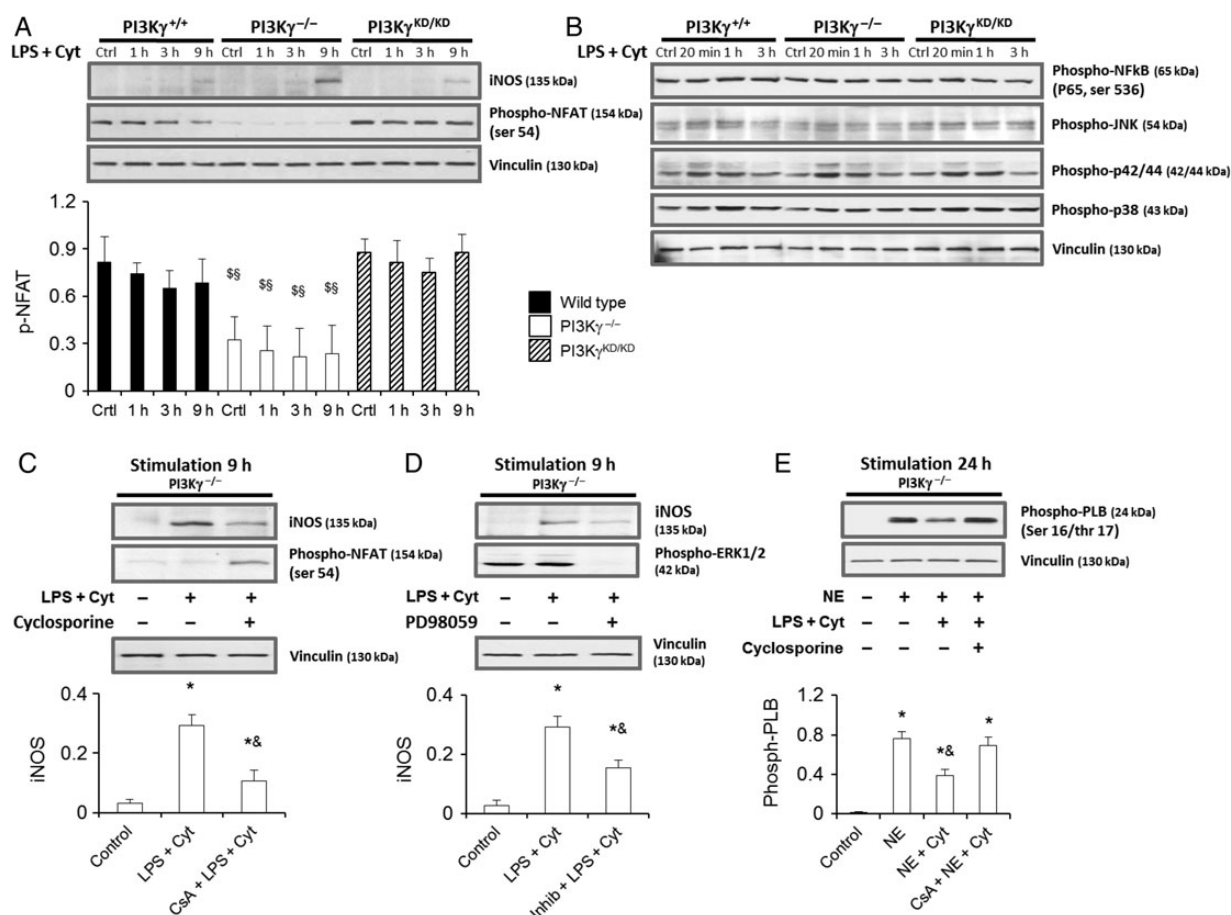 A
PI3Kγ+/+ PI3Kγ−/− PI3KγKD/KD
LPS + Cyt Ctrl 1 h 3 h 9 h Ctrl 1 h 3 h 9 h Ctrl 1 h 3 h 9 h
iNOS (135 kDa)
Phospho-NFAT (154 kDa)
(ser 54)
Vinculin (130 kDa)
1.2
0.9
0.6
0.3
0
p-NFAT
$§ $§ $§ $§
Crtl 1 h 3 h 9 h Crtl 1 h 3 h 9 h Crtl 1 h 3 h 9 h
Wild type
PI3Kγ−/−
PI3KγKD/KD
B
PI3Kγ+/+ PI3Kγ−/− PI3KγKD/KD
LPS + Cyt Ctrl 20 min 1 h 3 h Ctrl 20 min 1 h 3 h Ctrl 20 min 1 h 3 h
Phospho-NFkB (65 kDa)
(P65, ser 536)
Phospho-JNK (54 kDa)
Phospho-p42/44 (42/44 kDa)
Phospho-p38 (43 kDa)
Vinculin (130 kDa)
C
Stimulation 9 h
PI3Kγ−/−
iNOS (135 kDa)
Phospho-NFAT (154 kDa)
(ser 54)
LPS + Cyt − + +
Cyclosporine − − +
Vinculin (130 kDa)
0.4
0.2
0
iNOS
*
*&
Control
LPS + Cyt
CsA + LPS + Cyt
D
Stimulation 9 h
PI3Kγ−/−
iNOS
(135 kDa)
Phospho-ERK1/2
(42 kDa)
LPS + Cyt − + +
PD98059 − − +
Vinculin
(130 kDa)
0.4
0.2
0
iNOS
*
*&
Control
LPS + Cyt
Inhib + LPS + Cyt
E
Stimulation 24 h
PI3Kγ−/−
Phospho-PLB (24 kDa)
(Ser 16/thr 17)
Vinculin (130 kDa)
NE − + + +
LPS + Cyt − − + +
Cyclosporine − − − +
1.2
0.8
0.4
0
Phosph-PLB
*
*&
*
Control
NE
NE + Cyt
CsA + NE + Cyt